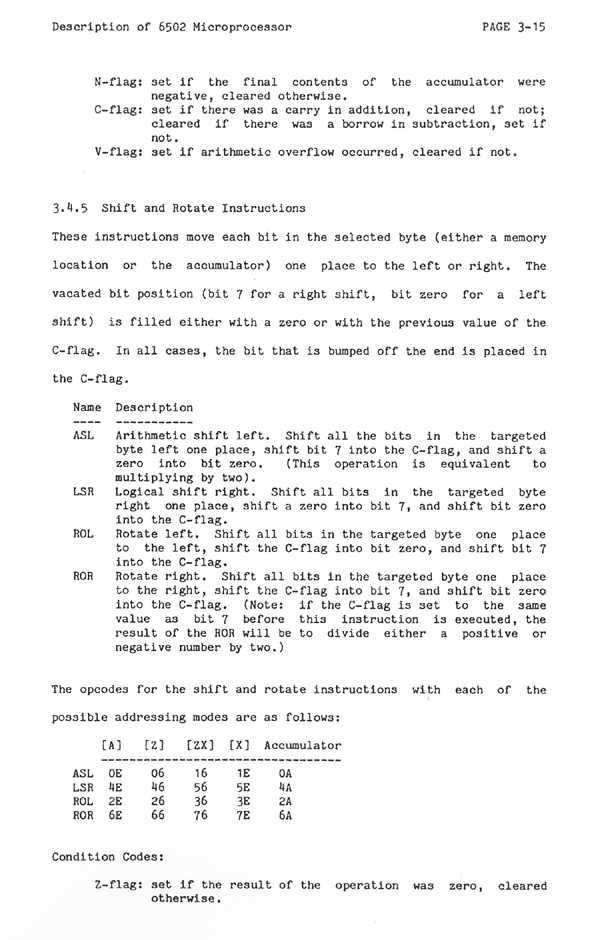 Description of 6502 Microprocessor PAGE 3-15
N-flag: set if the final contents of the accumulator were
negative, cleared otherwise.
C-flag: set if there was a carry in addition, cleared if not;
cleared if there was a borrow in subtraction, set if
not.
V-flag: set if arithmetic overflow occurred, cleared if not.
3.4.5 Shift and Rotate Instructions
These instructions move each bit in the selected byte (either a memory
location or the accumulator) one place to the left or right. The
vacated bit position (bit 7 for a right shift, bit zero for a left
shift) is filled either with a zero or with the previous value of the
C-flag. In all cases, the bit that is bumped off the end is placed in
the C-flag.
Name Description
---- -----------
ASL Arithmetic shift left. Shift all the bits in the targeted
byte left one place, shift bit 7 into the C-flag, and shift a
zero into bit zero. (This operation is equivalent to
multiplying by two).
LSR Logical shift right. Shift all bits in the targeted byte
right one place, shift a zero into bit 7, and shift bit zero
into the C-flag.
ROL Rotate left. Shift all bits in the targeted byte one place
to the left, shift the C-flag into bit zero, and shift bit 7
into the C-flag.
ROR Rotate right. Shift all bits in the targeted byte one place
to the right, shift the C-flag into bit 7, and shift bit zero
into the C-flag. (Note: if the C-flag is set to the same
value as bit 7 before this instruction is executed, the
result of the ROR will be to divide either a positive or
negative number by two.)
The opcodes for the shift and rotate instructions with each of the
possible addressing modes are as follows:
[A] [Z] [ZX] [X] Accumulator
----------------------------------
ASL 0E 06 16 1E 0A
LSR 4E 46 56 5E 4A
ROL 2E 26 36 3E 2A
ROR 6E 66 76 7E 6A
Condition Codes:
Z-flag: set if the result of the operation was zero, cleared
otherwise.